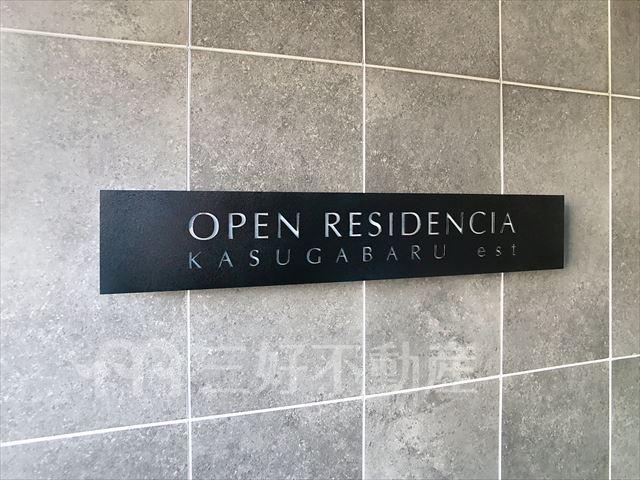 OPEN RESIDENCIA
KASUGABARU est
三好不動産